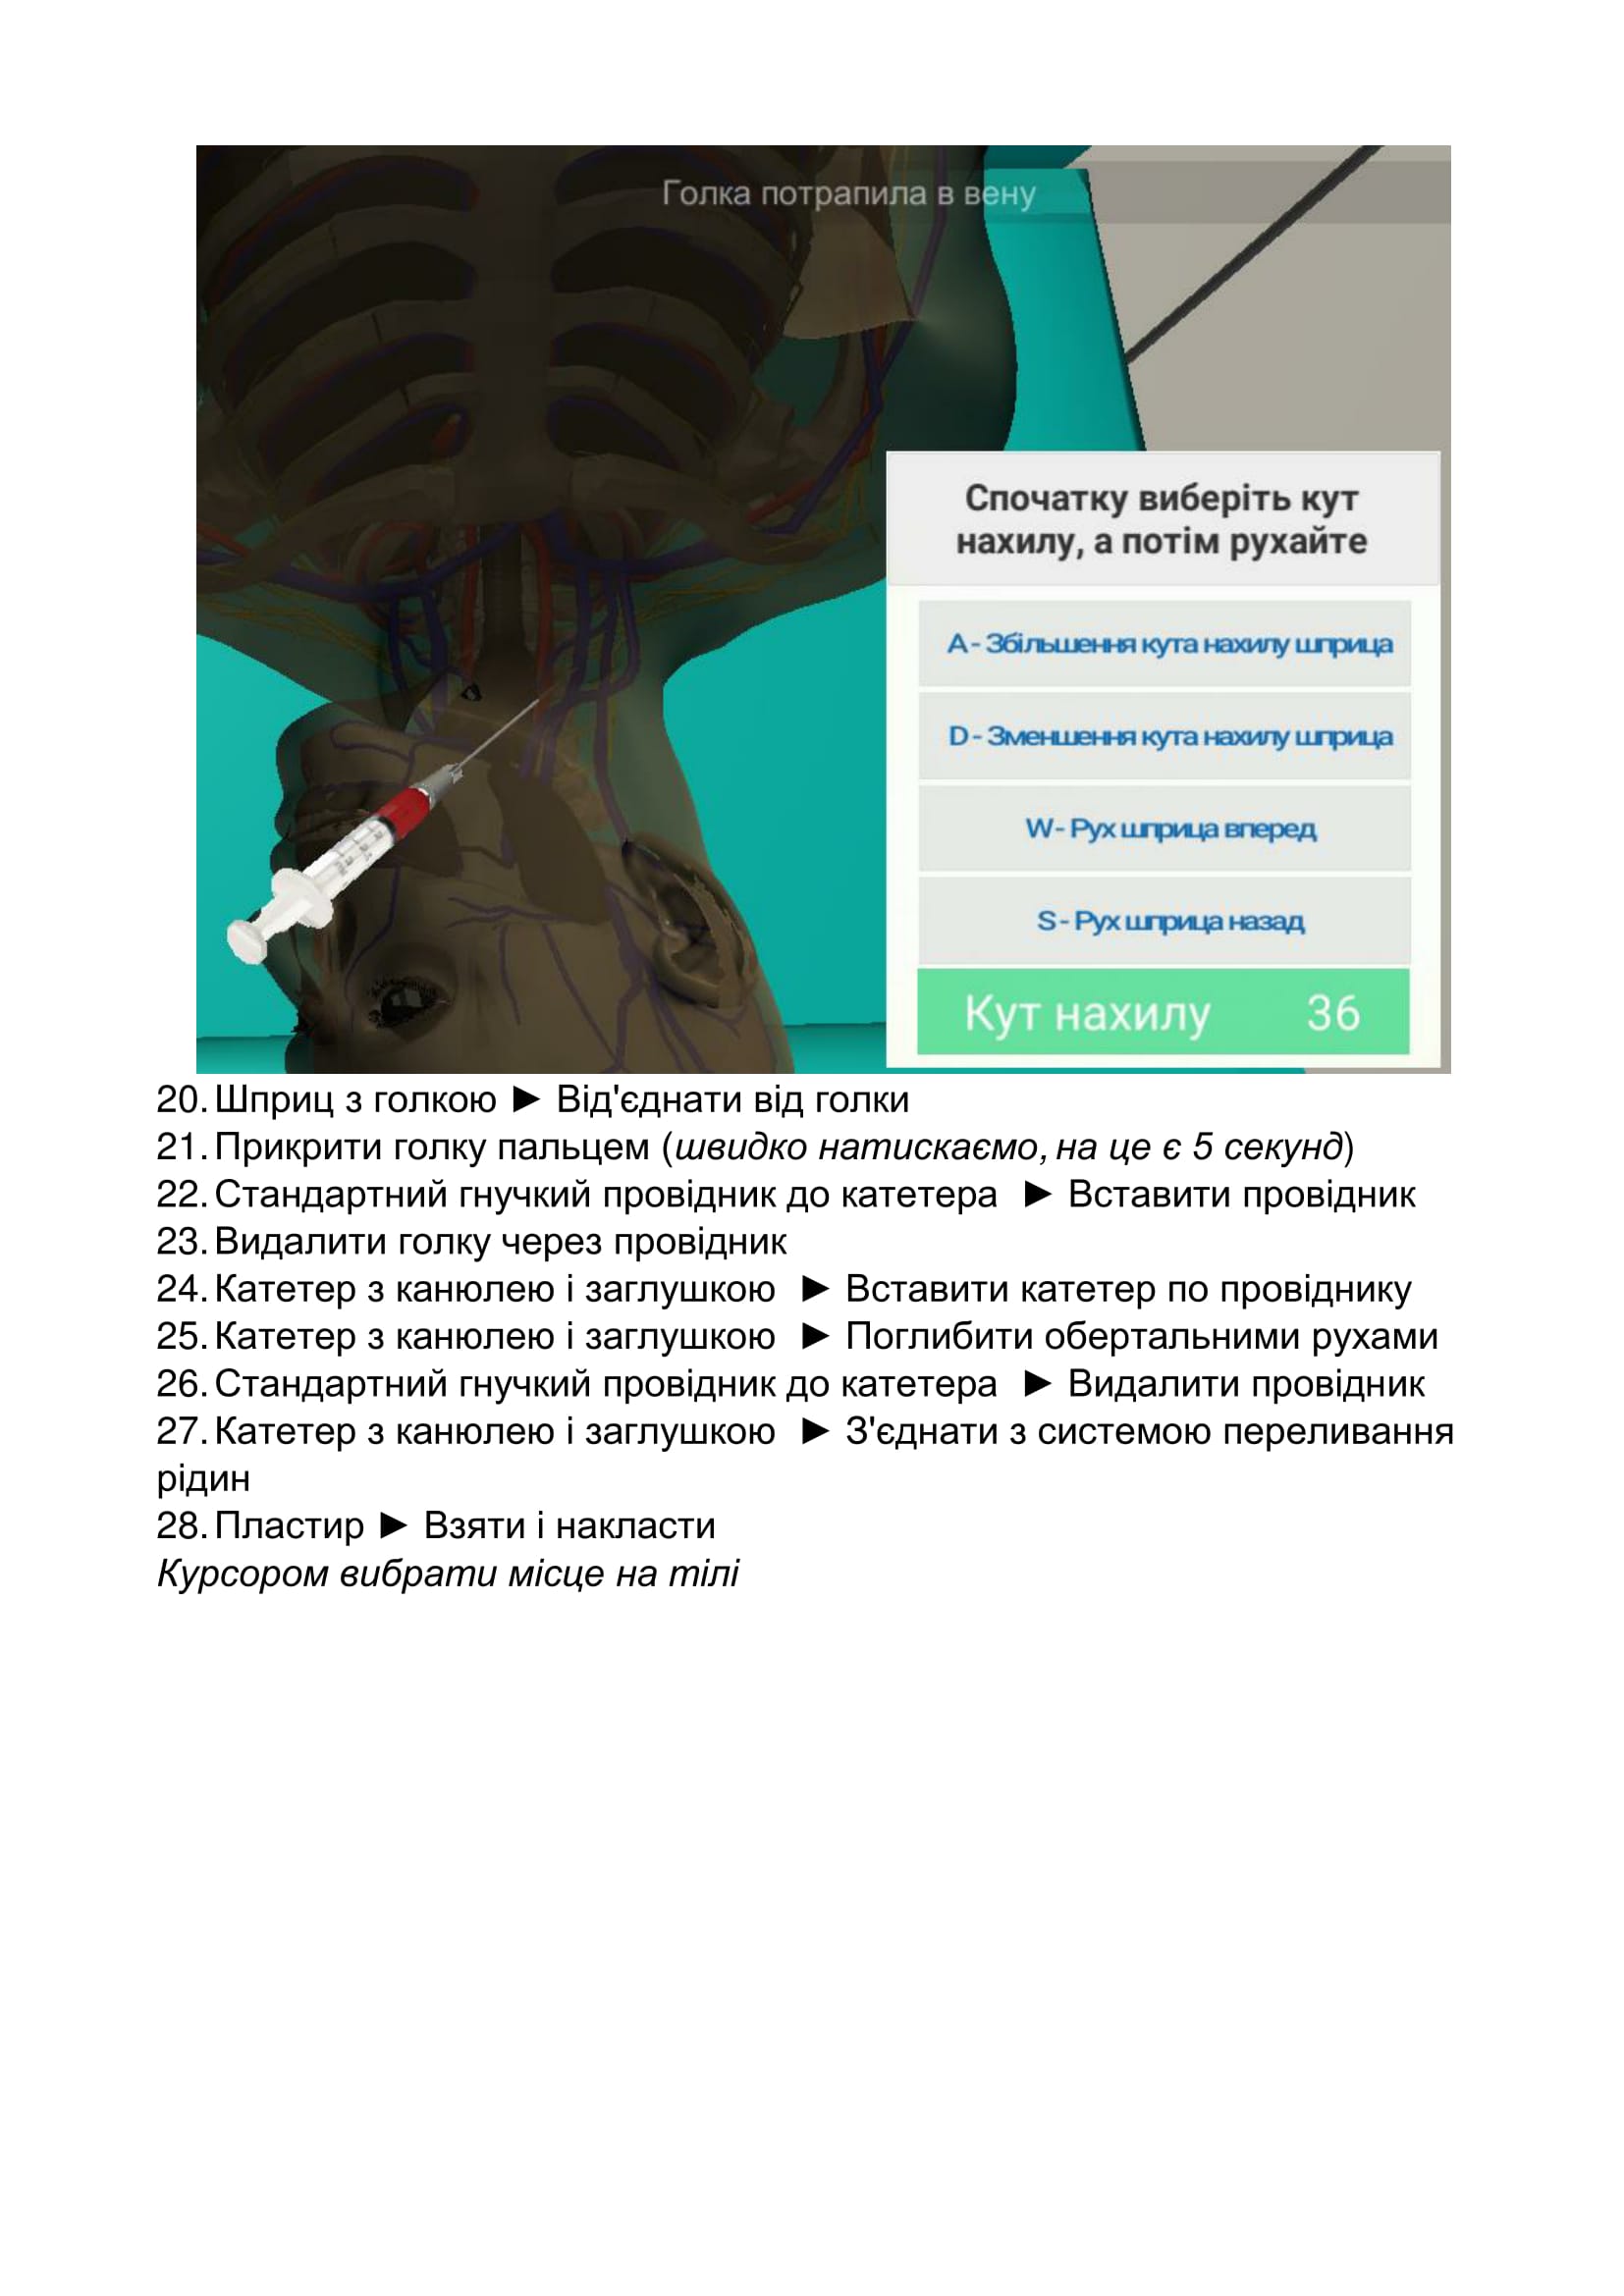 Голка потрапила в вену
Спочатку виберіть кут
нахилу, а потім рухайте
A - Збільшення кута нахилу шприца
D - Зменшення кута нахилу шприца
W - Рух шприца вперед
S - Рух шприца назад
Кут нахилу 36
20. Шприц з голкою ► Від'єднати від голки
21. Прикрити голку пальцем (швидко натискаємо, на це є 5 секунд)
22. Стандартний гнучкий провідник до катетера ► Вставити провідник
23. Видалити голку через провідник
24. Катетер з канюлею і заглушкою ► Вставити катетер по провіднику
25. Катетер з канюлею і заглушкою ► Поглибити обертальними рухами
26. Стандартний гнучкий провідник до катетера ► Видалити провідник
27. Катетер з канюлею і заглушкою ► З'єднати з системою переливання
рідин
28. Пластир ► Взяти і накласти
Курсором вибрати місце на тілі